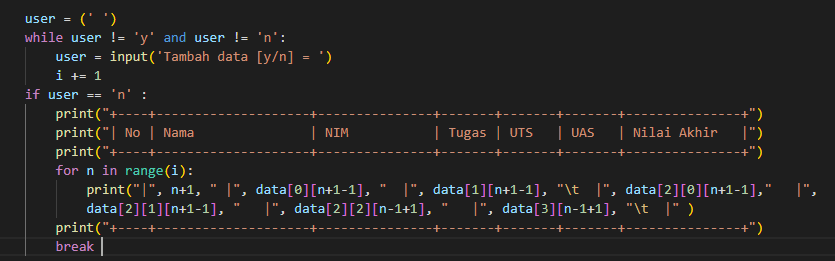 user = (' ')
while user != 'y' and user != 'n':
    user = input('Tambah data [y/n] = ')
    i += 1
if user == 'n' :
    print("+----+--------------------+---------------+-------+-------+-------+---------------+")
    print("| No | Nama               | NIM           | Tugas | UTS   | UAS   | Nilai Akhir   |")
    print("+----+--------------------+---------------+-------+-------+-------+---------------+")
    for n in range(i):
        print("|", n+1, " |", data[0][n+1-1], "  |", data[1][n+1-1], "\t  |", data[2][0][n+1-1],"   |",
        data[2][1][n+1-1], "   |", data[2][2][n-1+1], "   |", data[3][n-1+1], "\t  |" )
    print("+----+--------------------+---------------+-------+-------+-------+---------------+")
    break